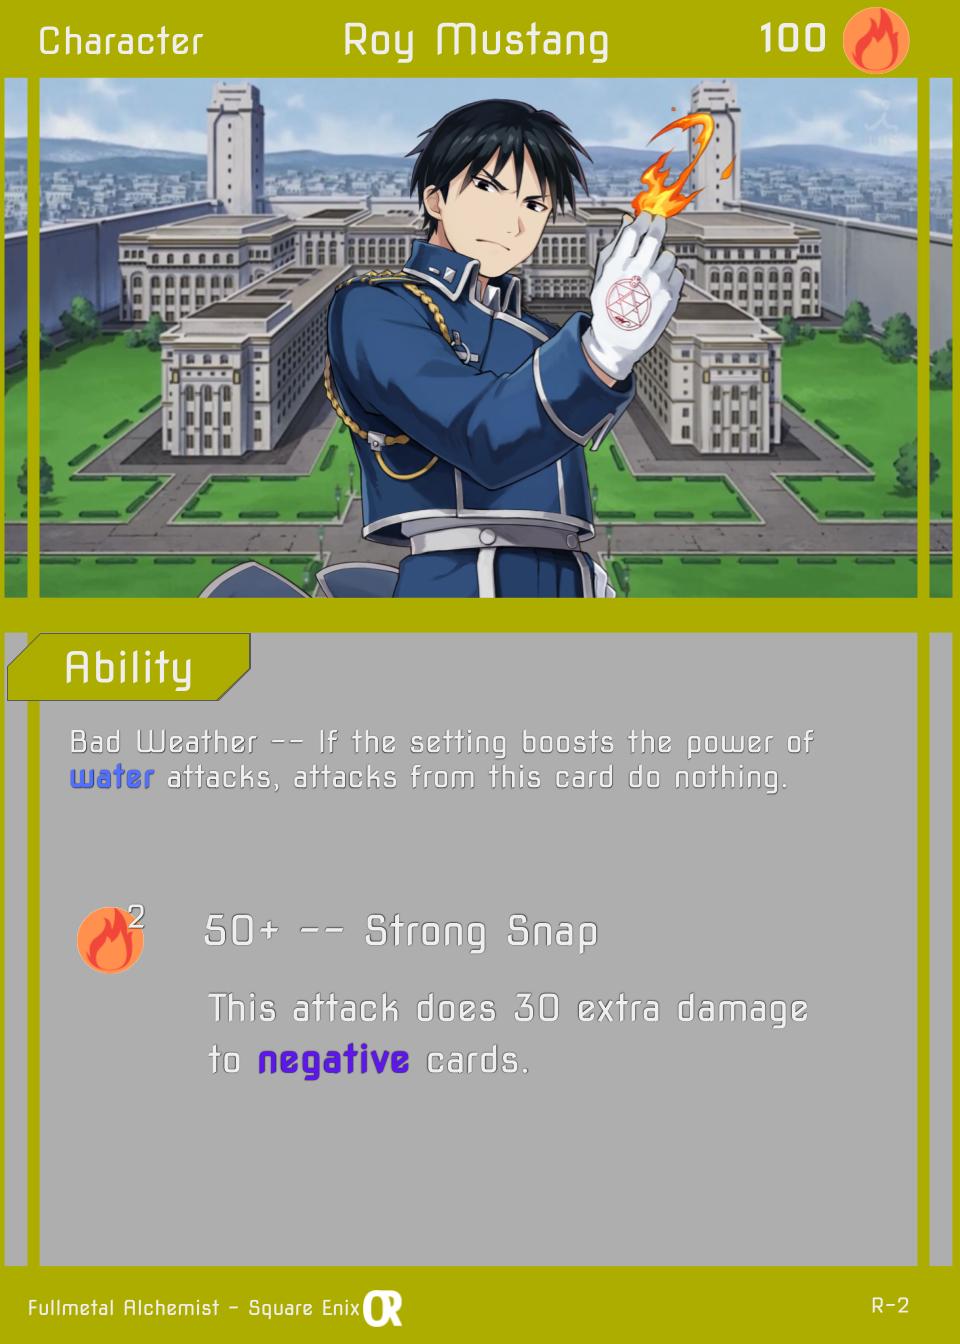 Character Roy Mustang 100
Ability
Bad Weather -- If the setting boosts the power of
water attacks, attacks from this card do nothing.
2 50+ -- Strong Snap
This attack does 30 extra damage
to negative cards.
Fullmetal Alchemist - Square Enix OR R-2